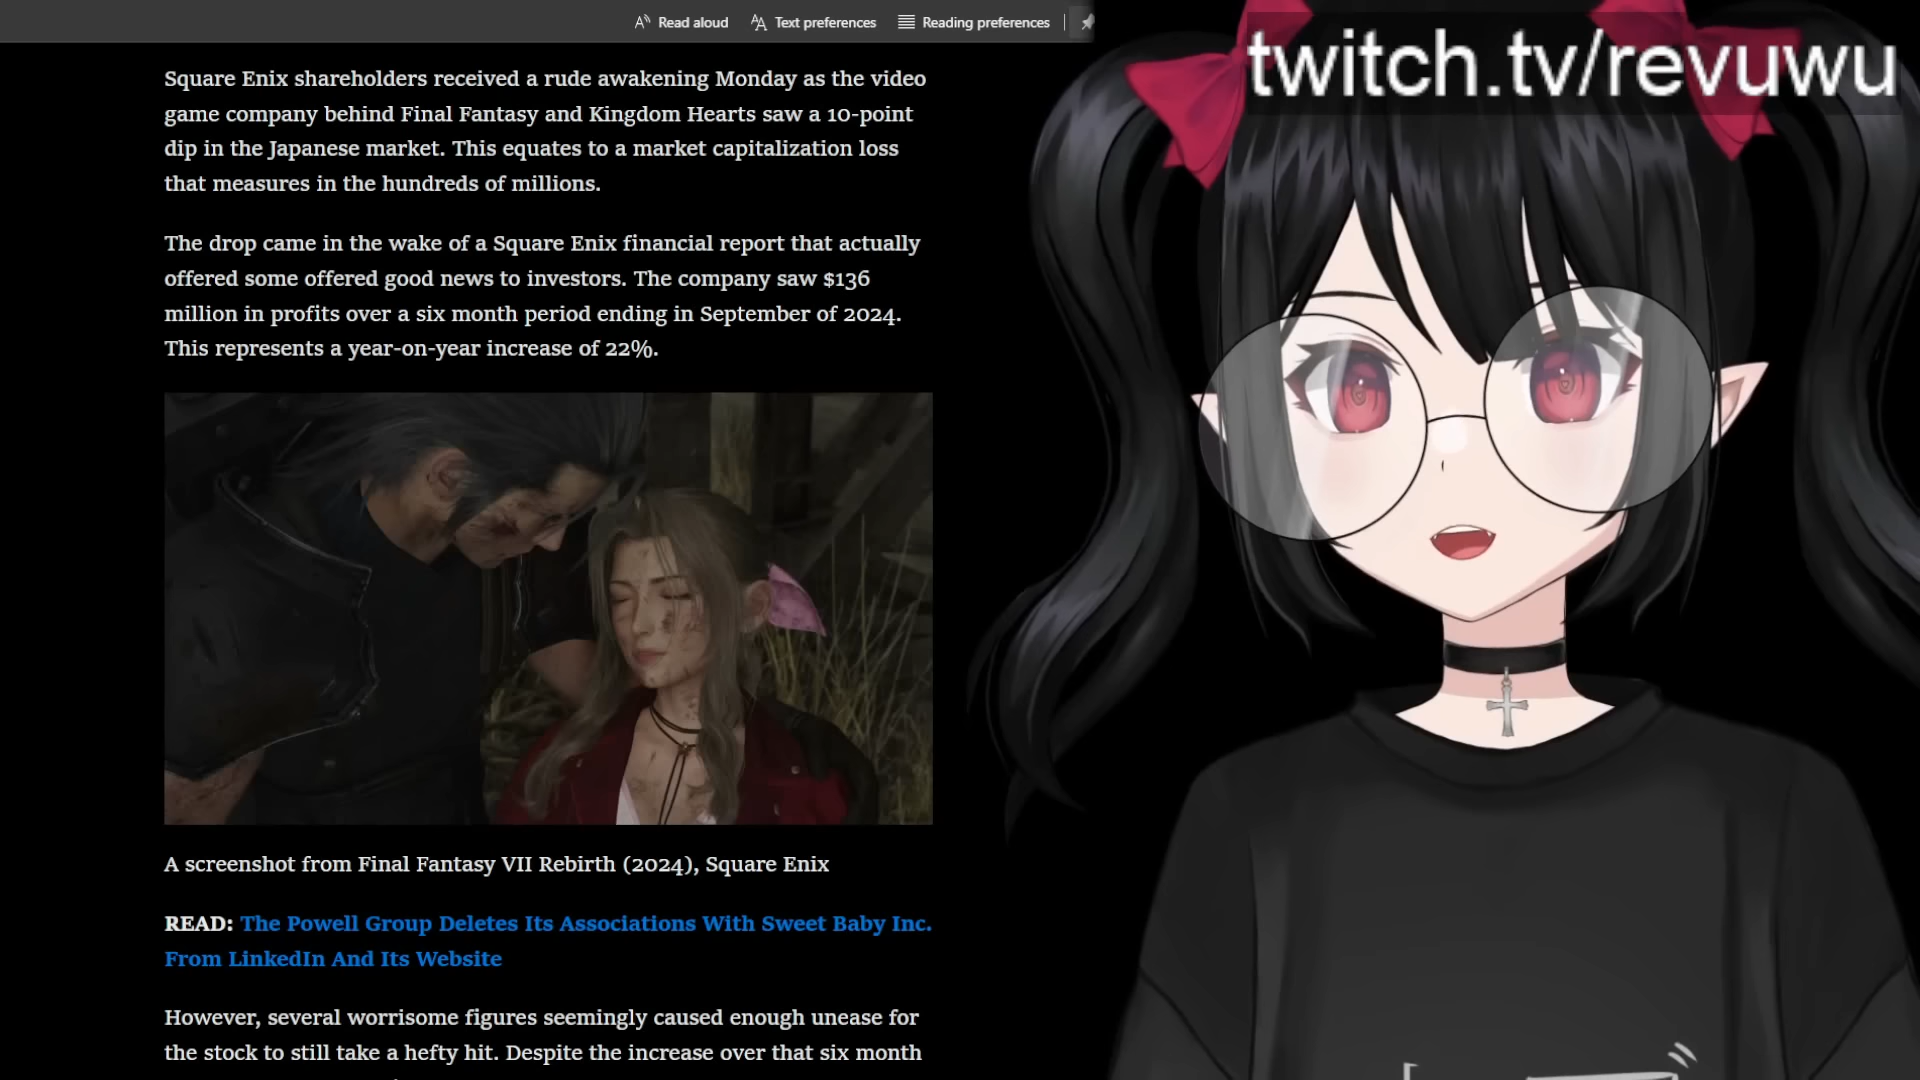 Read aloud
Text preferences
Reading preferences
twitch.tv/revuwu
Square Enix shareholders received a rude awakening Monday as the video
game company behind Final Fantasy and Kingdom Hearts saw a 10-point
dip in the Japanese market. This equates to a market capitalization loss
that measures in the hundreds of millions.
The drop came in the wake of a Square Enix financial report that actually
offered some offered good news to investors. The company saw $136
million in profits over a six month period ending in September of 2024.
This represents a year-on-year increase of 22%.
A screenshot from Final Fantasy VII Rebirth (2024), Square Enix
READ: The Powell Group Deletes Its Associations With Sweet Baby Inc.
From LinkedIn And Its Website
However, several worrisome figures seemingly caused enough unease for
the stock to still take a hefty hit. Despite the increase over that six month